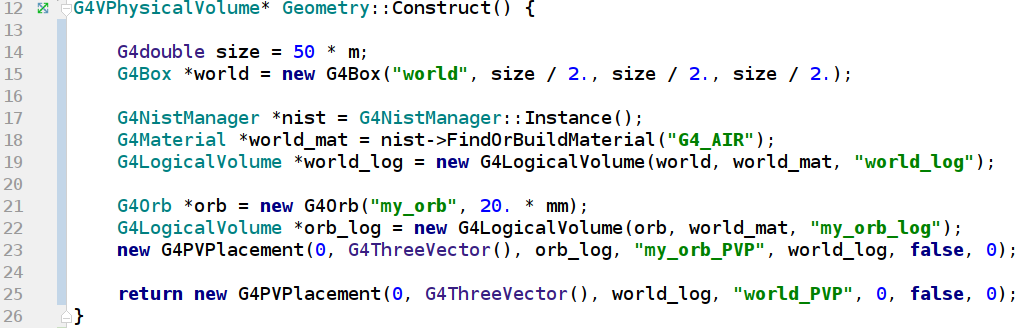 12 G4VPhysicalVolume* Geometry::Construct() {
13
14 G4double size = 50 * m;
15 G4Box *world = new G4Box("world", size / 2., size / 2., size / 2.);
16
17 G4NistManager *nist = G4NistManager::Instance();
18 G4Material *world_mat = nist->FindOrBuildMaterial("G4_AIR");
19 G4LogicalVolume *world_log = new G4LogicalVolume(world, world_mat, "world_log");
20
21 G4Orb *orb = new G4Orb("my_orb", 20. * mm);
22 G4LogicalVolume *orb_log = new G4LogicalVolume(orb, world_mat, "my_orb_log");
23 new G4PVPlacement(0, G4ThreeVector(), orb_log, "my_orb_PVP", world_log, false, 0);
24
25 return new G4PVPlacement(0, G4ThreeVector(), world_log, "world_PVP", 0, false, 0);
26 }